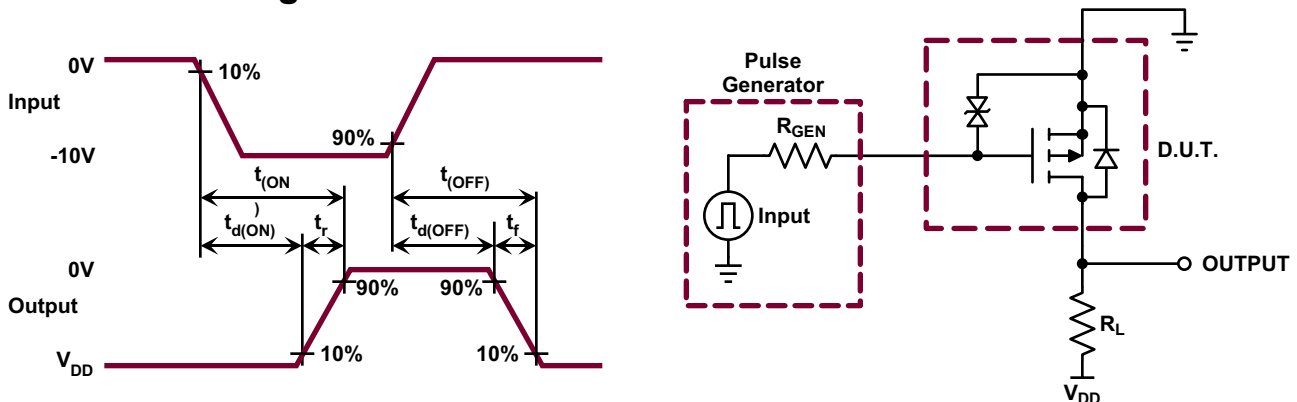 0V
10%
Input
90%
-10V
t(ON
)
t(OFF)
td(ON)
tr
td(OFF)
tf
0V
90%
90%
Output
10%
10%
VDD
Pulse
Generator
RGEN
Input
D.U.T.
OUTPUT
RL
VDD